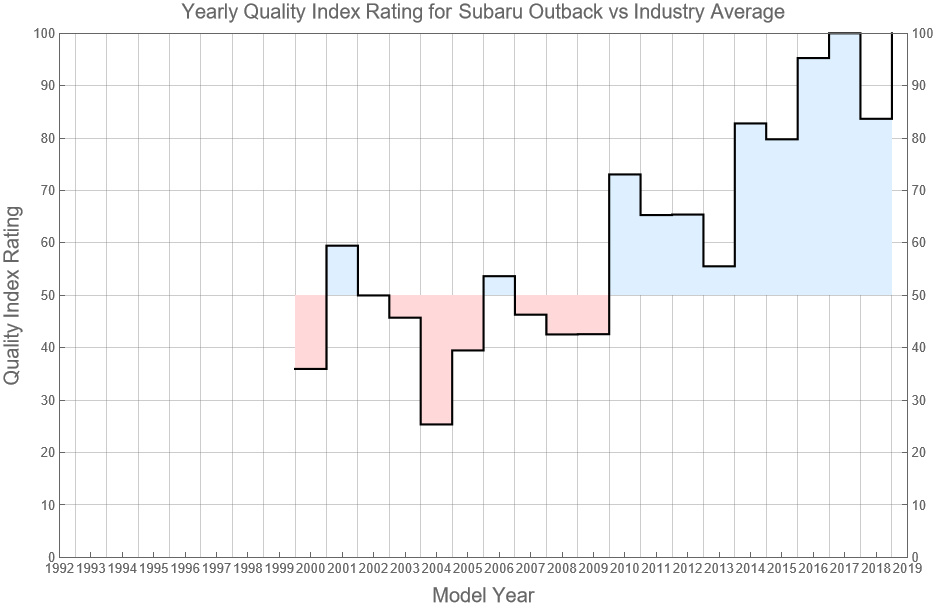 Yearly Quality Index Rating for Subaru Outback vs Industry Average
100 100
90 90
80 80
70 70
60 60
50 50
40 40
30 30
20 20
10 10
0 0
Quality Index Rating
1992 1993 1994 1995 1996 1997 1998 1999 2000 2001 2002 2003 2004 2005 2006 2007 2008 2009 2010 2011 2012 2013 2014 2015 2016 2017 2018 2019
Model Year